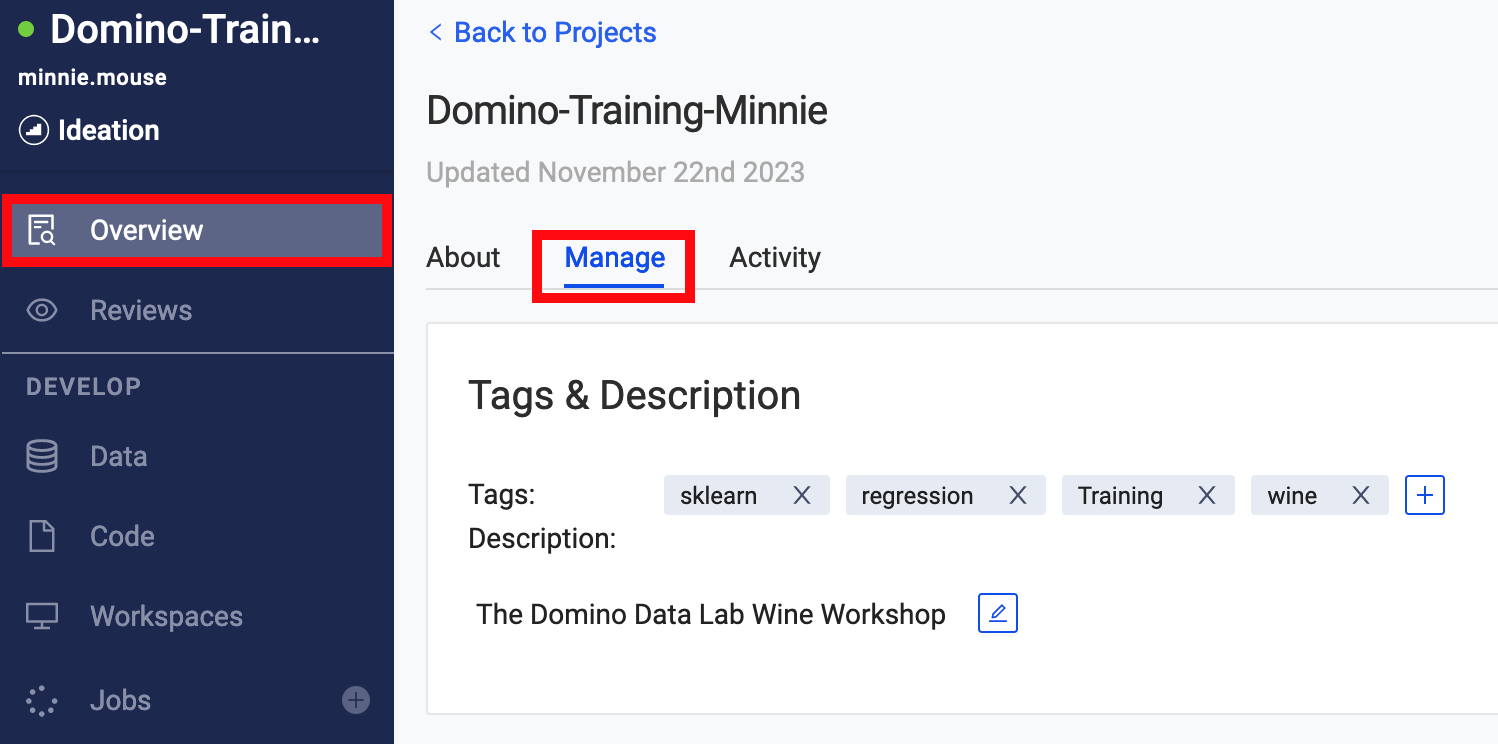 Domino-Train...
minnie.mouse
Ideation
Overview
Reviews
DEVELOP
Data
Code
Workspaces
Jobs
< Back to Projects
Domino-Training-Minnie
Updated November 22nd 2023
About Manage Activity
Tags & Description
Tags: sklearn X regression X Training X wine X +
Description:
The Domino Data Lab Wine Workshop